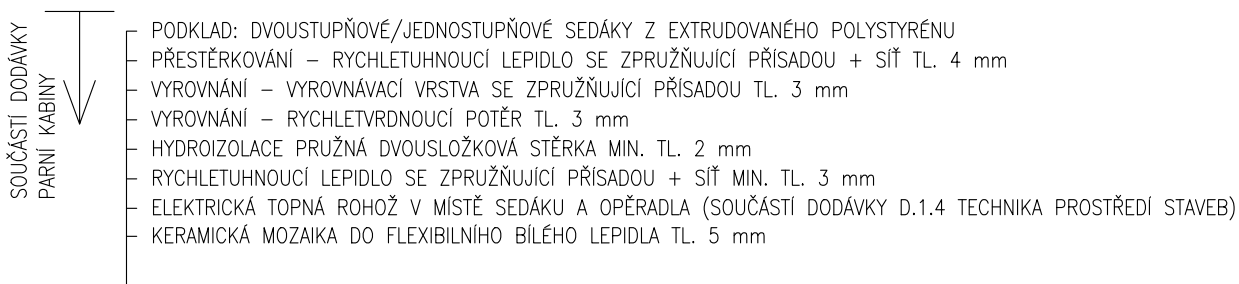 SOUČÁSTÍ DODÁVKY
PARNÍ KABINY
PODKLAD: DVOUSTUPŇOVÉ/JEDNOSTUPŇOVÉ SEDÁKY Z EXTRUDOVANÉHO POLYSTYRÉNU
PŘESTĚRKOVÁNÍ – RYCHLETUHNOUCÍ LEPIDLO SE ZPRUŽŇUJÍCÍ PŘÍSADOU + SÍŤ TL. 4 mm
VYROVNÁNÍ – VYROVNÁVACÍ VRSTVA SE ZPRUŽŇUJÍCÍ PŘÍSADOU TL. 3 mm
VYROVNÁNÍ – RYCHLETVRDNOUCÍ POTĚR TL. 3 mm
HYDROIZOLACE PRUŽNÁ DVOUSLOŽKOVÁ STĚRKA MIN. TL. 2 mm
RYCHLETUHNOUCÍ LEPIDLO SE ZPRUŽŇUJÍCÍ PŘÍSADOU + SÍŤ MIN. TL. 3 mm
ELEKTRICKÁ TOPNÁ ROHOŽ V MÍSTĚ SEDÁKU A OPĚRADLA (SOUČÁSTÍ DODÁVKY D.1.4 TECHNIKA PROSTŘEDÍ STAVEB)
KERAMICKÁ MOZAIKA DO FLEXIBILNÍHO BÍLÉHO LEPIDLA TL. 5 mm